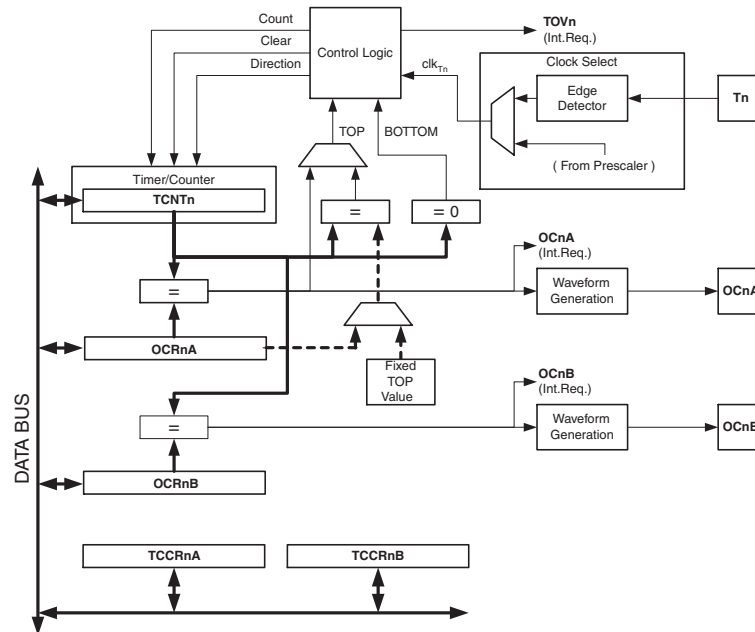 Count
Clear
Direction
Control Logic
TOVn
(Int.Req.)
clkTn
Clock Select
Edge
Detector
Tn
( From Prescaler )
TOP
BOTTOM
Timer/Counter
TCNTn
=
= 0
OCnA
(Int.Req.)
=
Waveform
Generation
OCnA
OCRnA
Fixed
TOP
Value
OCnB
(Int.Req.)
=
Waveform
Generation
OCnB
OCRnB
DATA BUS
TCCRnA
TCCRnB